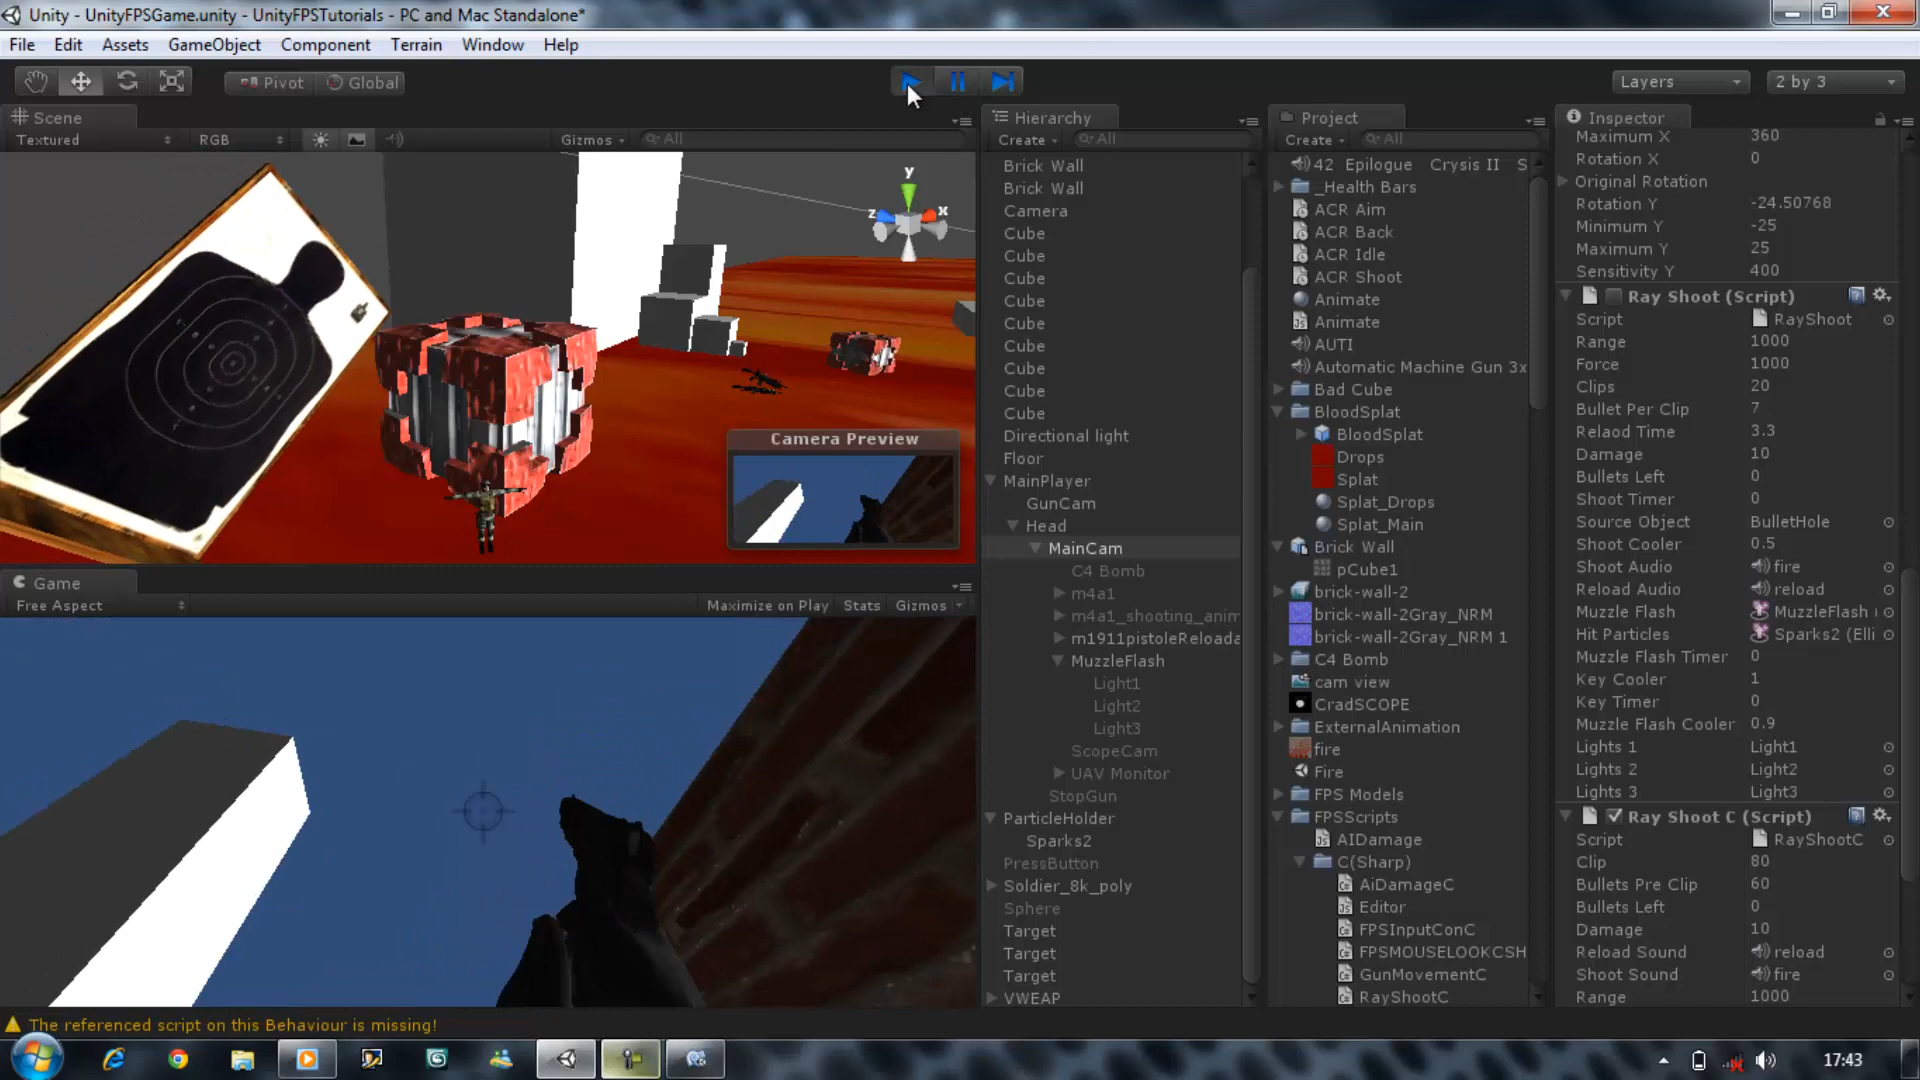 Unity - UnityFPSGame.unity - UnityFPSTutorials - PC and Mac Standalone*
File Edit Assets GameObject Component Terrain Window Help
Pivot Global
Layers
2 by 3
Scene
Textured RGB Gizmos All
y
z x
Camera Preview
Game
Free Aspect Maximize on Play Stats Gizmos
Hierarchy
Create All
Brick Wall
Brick Wall
Camera
Cube
Cube
Cube
Cube
Cube
Cube
Cube
Cube
Cube
Directional light
Floor
MainPlayer
GunCam
Head
MainCam
C4 Bomb
m4a1
m4a1_shooting_anim
m1911pistoleReloada
MuzzleFlash
Light1
Light2
Light3
ScopeCam
UAV Monitor
StopGun
ParticleHolder
Sparks2
PressButton
Soldier_8k_poly
Sphere
Target
Target
Target
VWEAP
Project
Create All
42 Epilogue Crysis II S
_Health Bars
ACR Aim
ACR Back
ACR Idle
ACR Shoot
Animate
Animate
AUTI
Automatic Machine Gun 3x
Bad Cube
BloodSplat
BloodSplat
Drops
Splat
Splat_Drops
Splat_Main
Brick Wall
pCube1
brick-wall-2
brick-wall-2Gray_NRM
brick-wall-2Gray_NRM 1
C4 Bomb
cam view
CradSCOPE
ExternalAnimation
fire
Fire
FPS Models
FPSScripts
AIDamage
C(Sharp)
AiDamageC
Editor
FPSInputConC
FPSMOUSELOOKCSH
GunMovementC
RayShootC
Inspector
Maximum X 360
Rotation X 0
Original Rotation
Rotation Y -24.50768
Minimum Y -25
Maximum Y 25
Sensitivity Y 400
Ray Shoot (Script)
Script RayShoot
Range 1000
Force 1000
Clips 20
Bullet Per Clip 7
Relaod Time 3.3
Damage 10
Bullets Left 0
Shoot Timer 0
Source Object BulletHole
Shoot Cooler 0.5
Shoot Audio fire
Reload Audio reload
Muzzle Flash MuzzleFlash
Hit Particles Sparks2 (Elli
Muzzle Flash Timer 0
Key Cooler 1
Key Timer 0
Muzzle Flash Cooler 0.9
Lights 1 Light1
Lights 2 Light2
Lights 3 Light3
Ray Shoot C (Script)
Script RayShootC
Clip 80
Bullets Pre Clip 60
Bullets Left 0
Damage 10
Reload Sound reload
Shoot Sound fire
Range 1000
The referenced script on this Behaviour is missing!
17:43